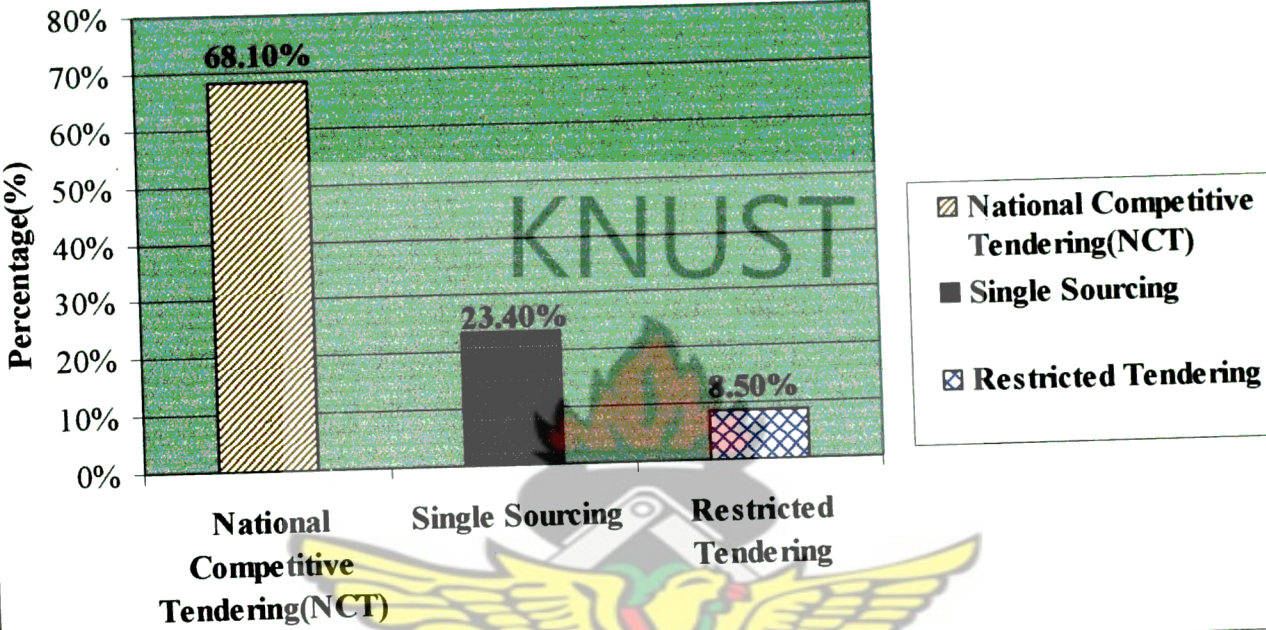 80%
70%
60%
50%
40%
30%
20%
10%
0%
Percentage(%)
68.10%
23.40%
8.50%
KNUST
National
Competitive
Tendering(NCT)
Single Sourcing
Restricted
Tendering
National Competitive
Tendering(NCT)
Single Sourcing
Restricted Tendering